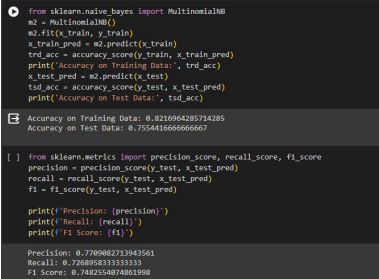 from sklearn.naive_bayes import MultinomialNB
m2 = MultinomialNB()
m2.fit(x_train, y_train)
x_train_pred = m2.predict(x_train)
trd_acc = accuracy_score(y_train, x_train_pred)
print('Accuracy on Training Data:', trd_acc)
x_test_pred = m2.predict(x_test)
tsd_acc = accuracy_score(y_test, x_test_pred)
print('Accuracy on Test Data:', tsd_acc)
Accuracy on Training Data: 0.8216964285714285
Accuracy on Test Data: 0.7554416666666667
[ ] from sklearn.metrics import precision_score, recall_score, f1_score
precision = precision_score(y_test, x_test_pred)
recall = recall_score(y_test, x_test_pred)
f1 = f1_score(y_test, x_test_pred)
print(f'Precision: {precision}')
print(f'Recall: {recall}')
print(f'F1 Score: {f1}')
Precision: 0.7709082713943561
Recall: 0.7268958333333333
F1 Score: 0.7482554074861998